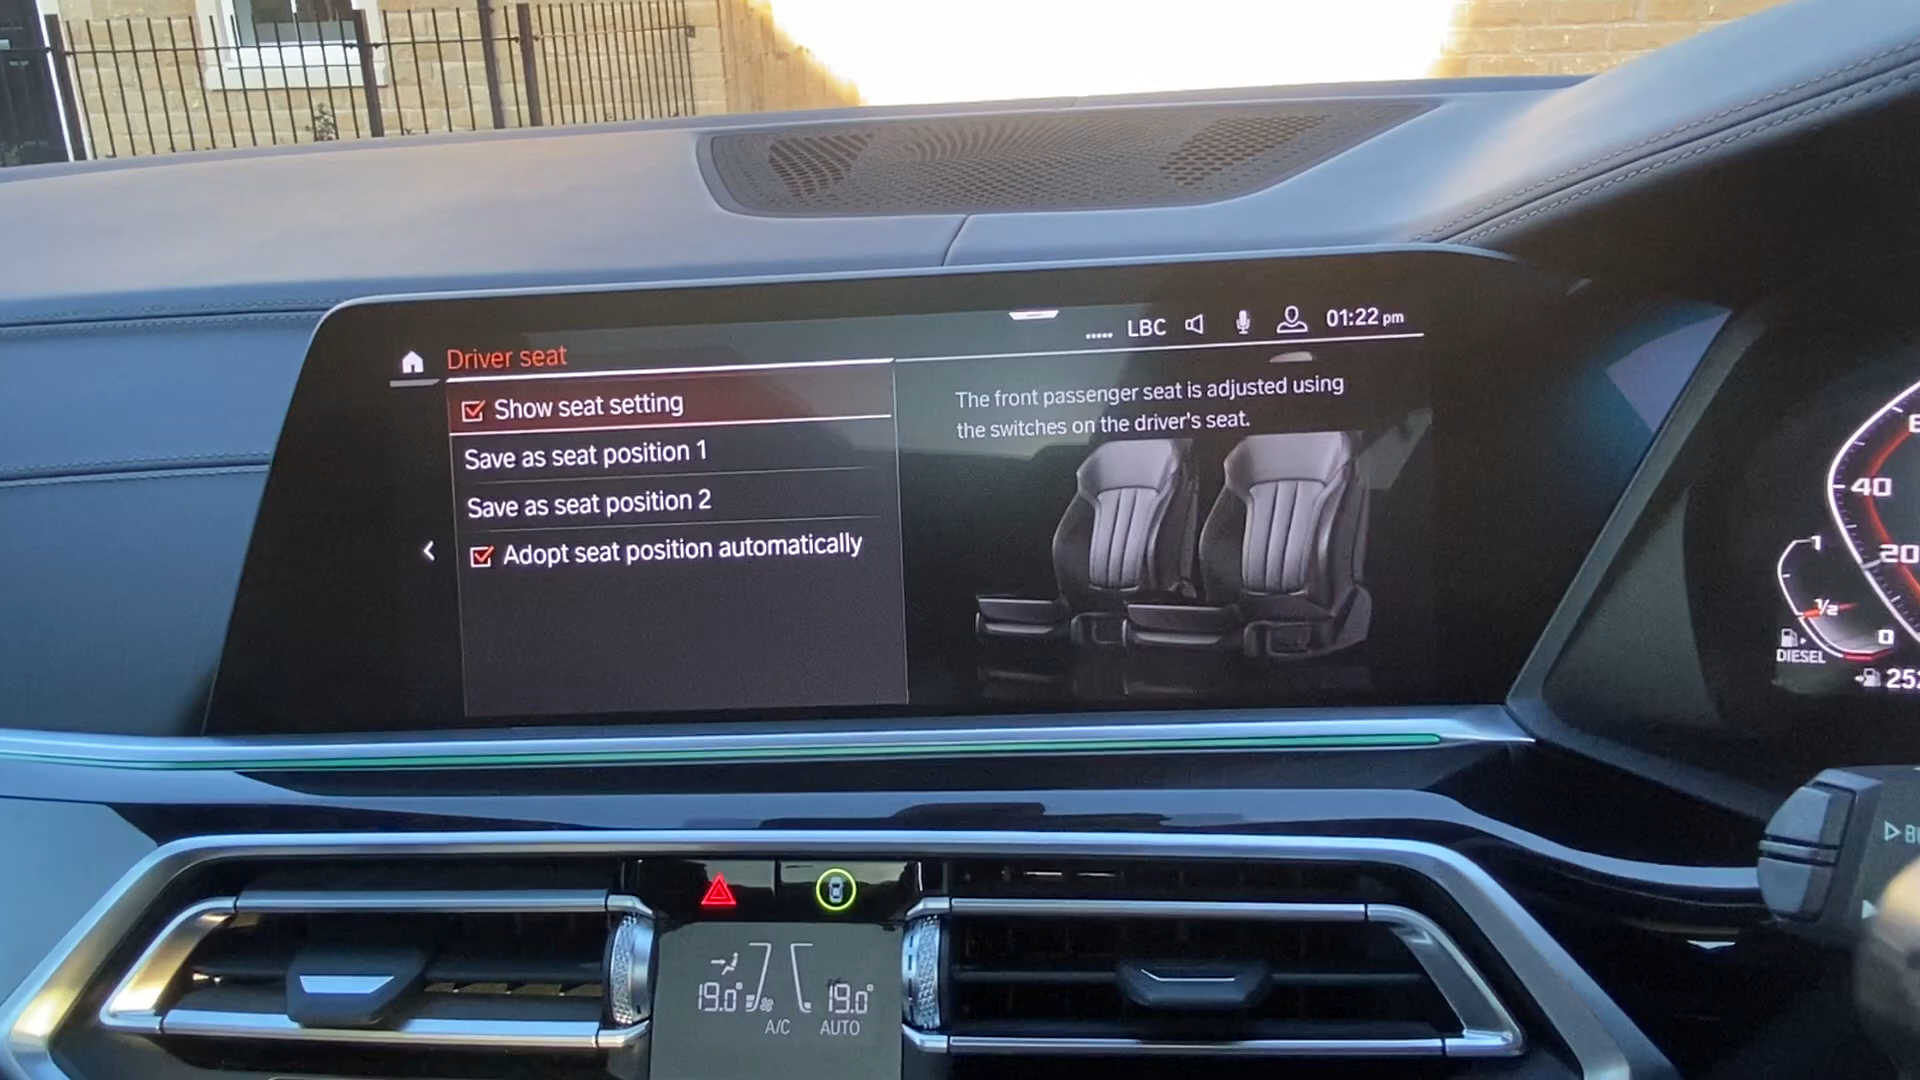 LBC
01:22 pm
Driver seat
Show seat setting
Save as seat position 1
Save as seat position 2
Adopt seat position automatically
The front passenger seat is adjusted using
the switches on the driver's seat.
40
20
0
1
1/2
DIESEL
19.0°
19.0°
A/C
AUTO